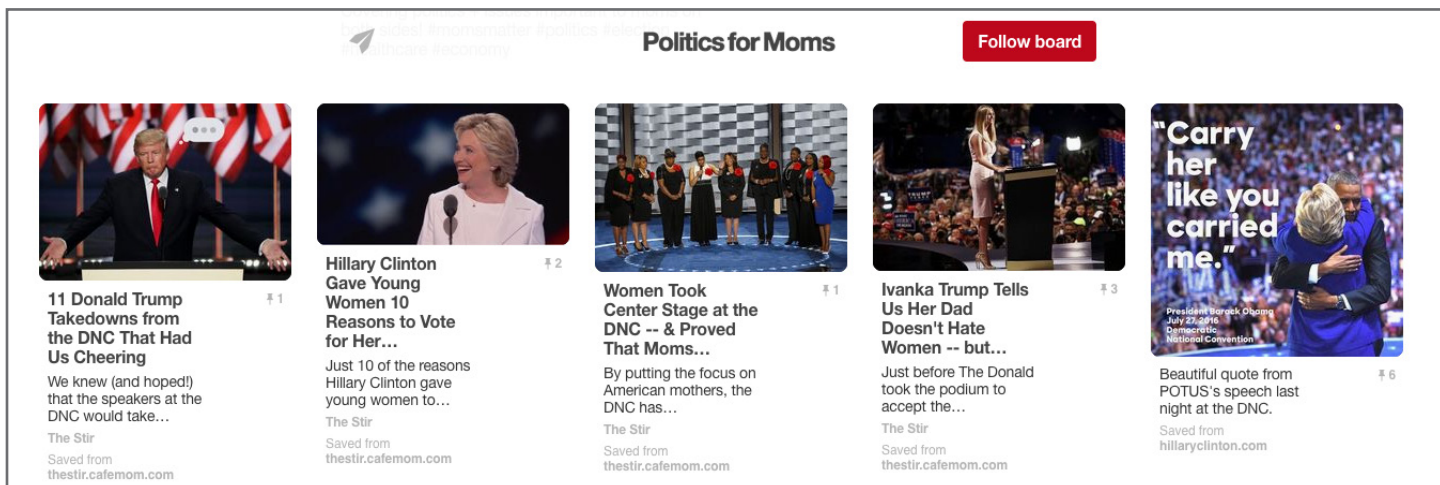 both sides! #momsmatter #politics #election
#healthcare #economy
Politics for Moms
Follow board
11 Donald Trump
Takedowns from
the DNC That Had
Us Cheering
1
We knew (and hoped!)
that the speakers at the
DNC would take...
The Stir
Saved from
thestir.cafemom.com
Hillary Clinton
Gave Young
Women 10
Reasons to Vote
for Her...
2
Just 10 of the reasons
Hillary Clinton gave
young women to...
The Stir
Saved from
thestir.cafemom.com
Women Took
Center Stage at the
DNC -- & Proved
That Moms...
1
By putting the focus on
American mothers, the
DNC has...
The Stir
Saved from
thestir.cafemom.com
TRUMP
Ivanka Trump Tells
Us Her Dad
Doesn't Hate
Women -- but...
3
Just before The Donald
took the podium to
accept the...
The Stir
Saved from
thestir.cafemom.com
"Carry
her
like you
carried
me."
President Barack Obama
July 27, 2016
Democratic
National Convention
6
Beautiful quote from
POTUS's speech last
night at the DNC.
Saved from
hillaryclinton.com